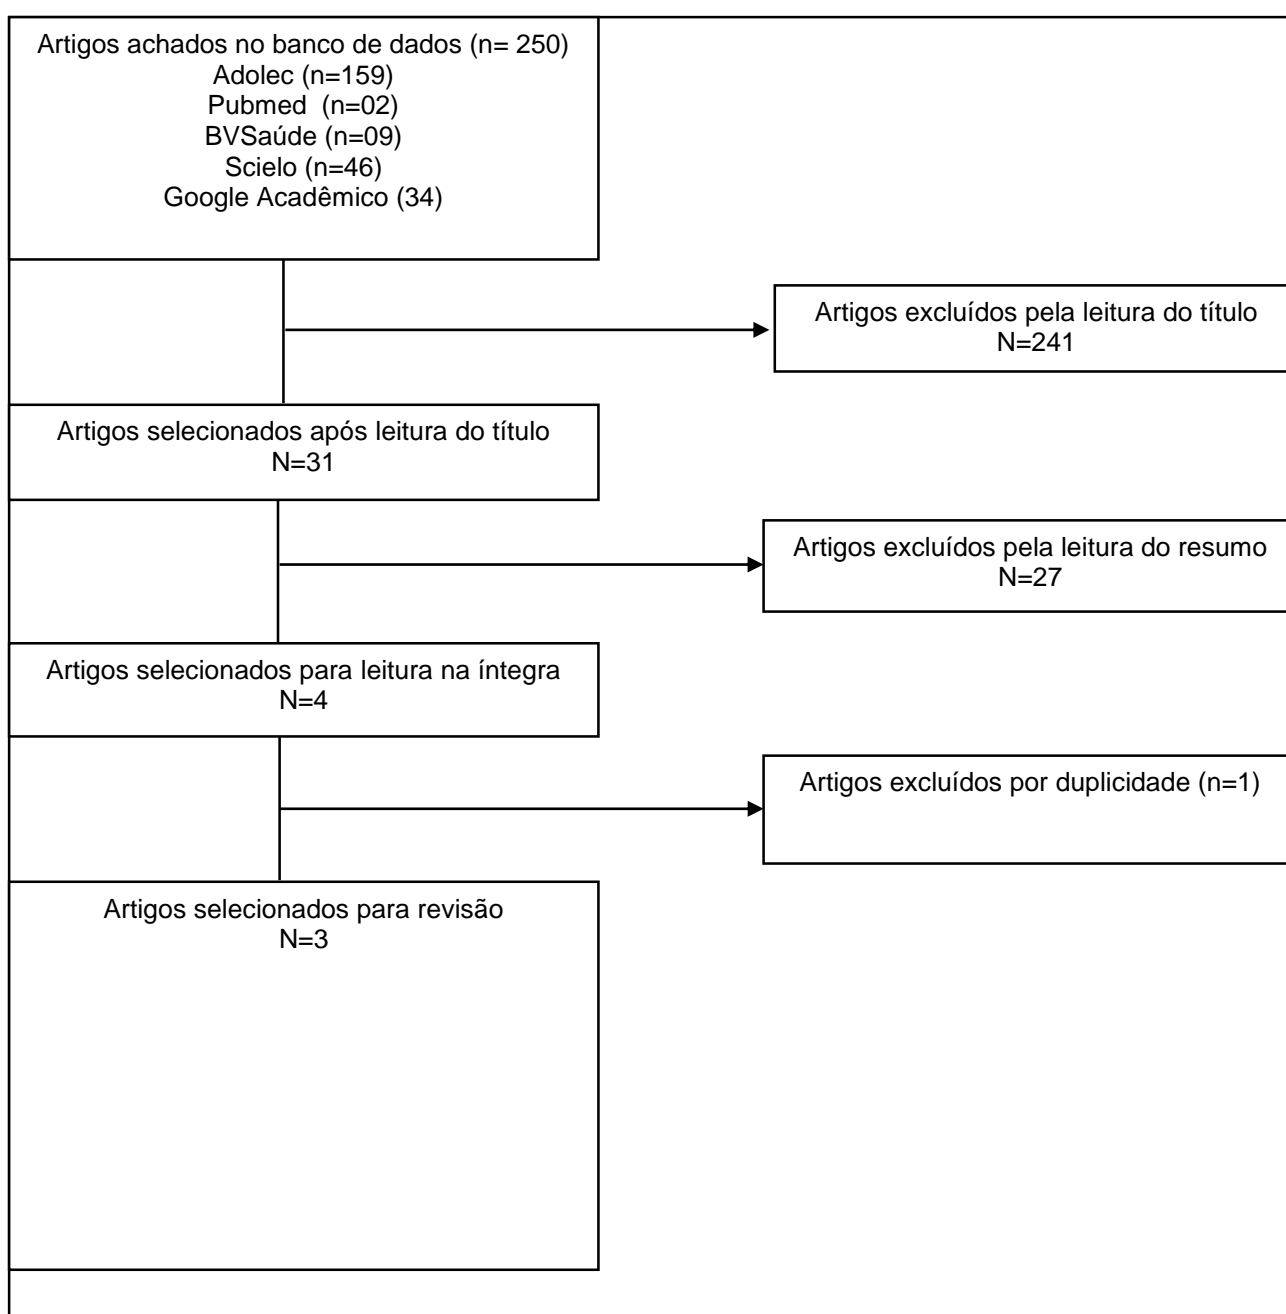 Artigos achados no banco de dados (n= 250)
Adolec (n=159)
Pubmed  (n=02)
BVSaúde (n=09)
Scielo (n=46)
Google Acadêmico (34)
Artigos excluídos pela leitura do título
N=241
Artigos selecionados após leitura do título
N=31
Artigos excluídos pela leitura do resumo
N=27
Artigos selecionados para leitura na íntegra
N=4
Artigos excluídos por duplicidade (n=1)
Artigos selecionados para revisão
N=3